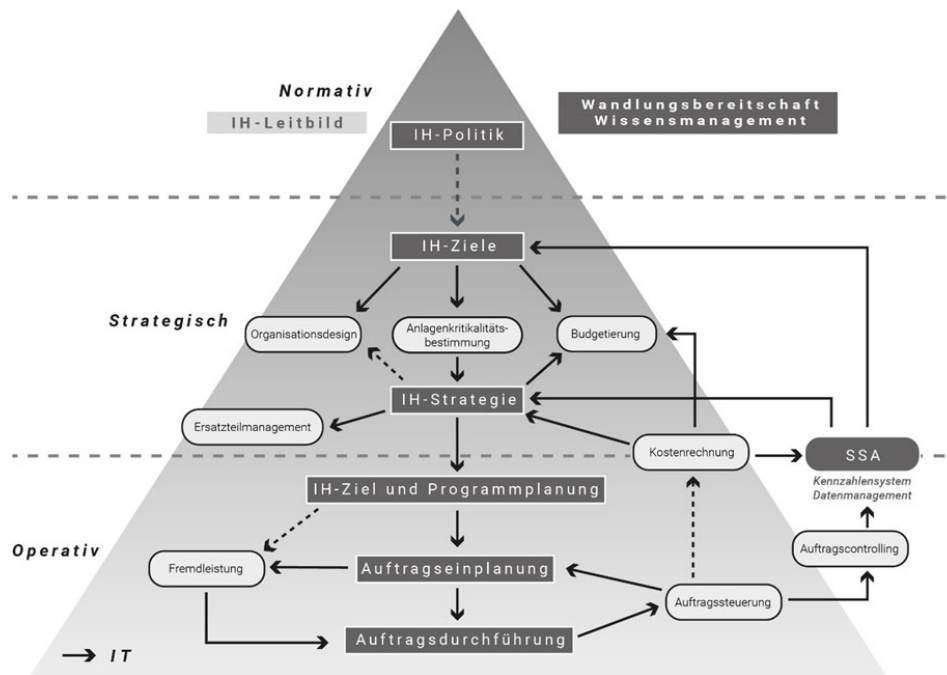 Normativ
IH-Leitbild
Wandlungsbereitschaft
Wissensmanagement
IH-Politik
IH-Ziele
Strategisch
Organisationsdesign
Anlagenkritikalitäts-
bestimmung
Budgetierung
IH-Strategie
Ersatzteilmanagement
Kostenrechnung
SSA
Kennzahlensystem
Datenmanagement
IH-Ziel und Programmplanung
Operativ
Fremdleistung
Auftragseinplanung
Auftragscontrolling
Auftragssteuerung
Auftragsdurchführung
IT